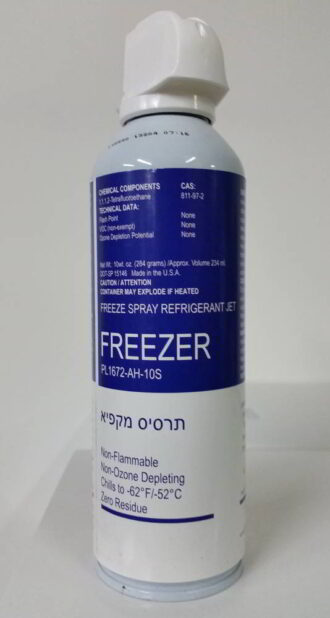 CHEMICAL COMPONENTS CAS:
1,1,1,2-Tetrafluoroethane 811-97-2
TECHNICAL DATA:
Flash Point None
VOC (non-exempt) None
Ozone Depletion Potential None
Net Wt. 10wt. oz (284 grams) /Approx. Volume 234 ml.
DOT-SP 15146 Made in the U.S.A.
CAUTION / ATTENTION
CONTAINER MAY EXPLODE IF HEATED
FREEZE SPRAY REFRIGERANT JET
FREEZER
PL1672-AH-10S
תרסיס מקפיא
Non-Flammable
Non-Ozone Depleting
Chills to -62°F/-52°C
Zero Residue